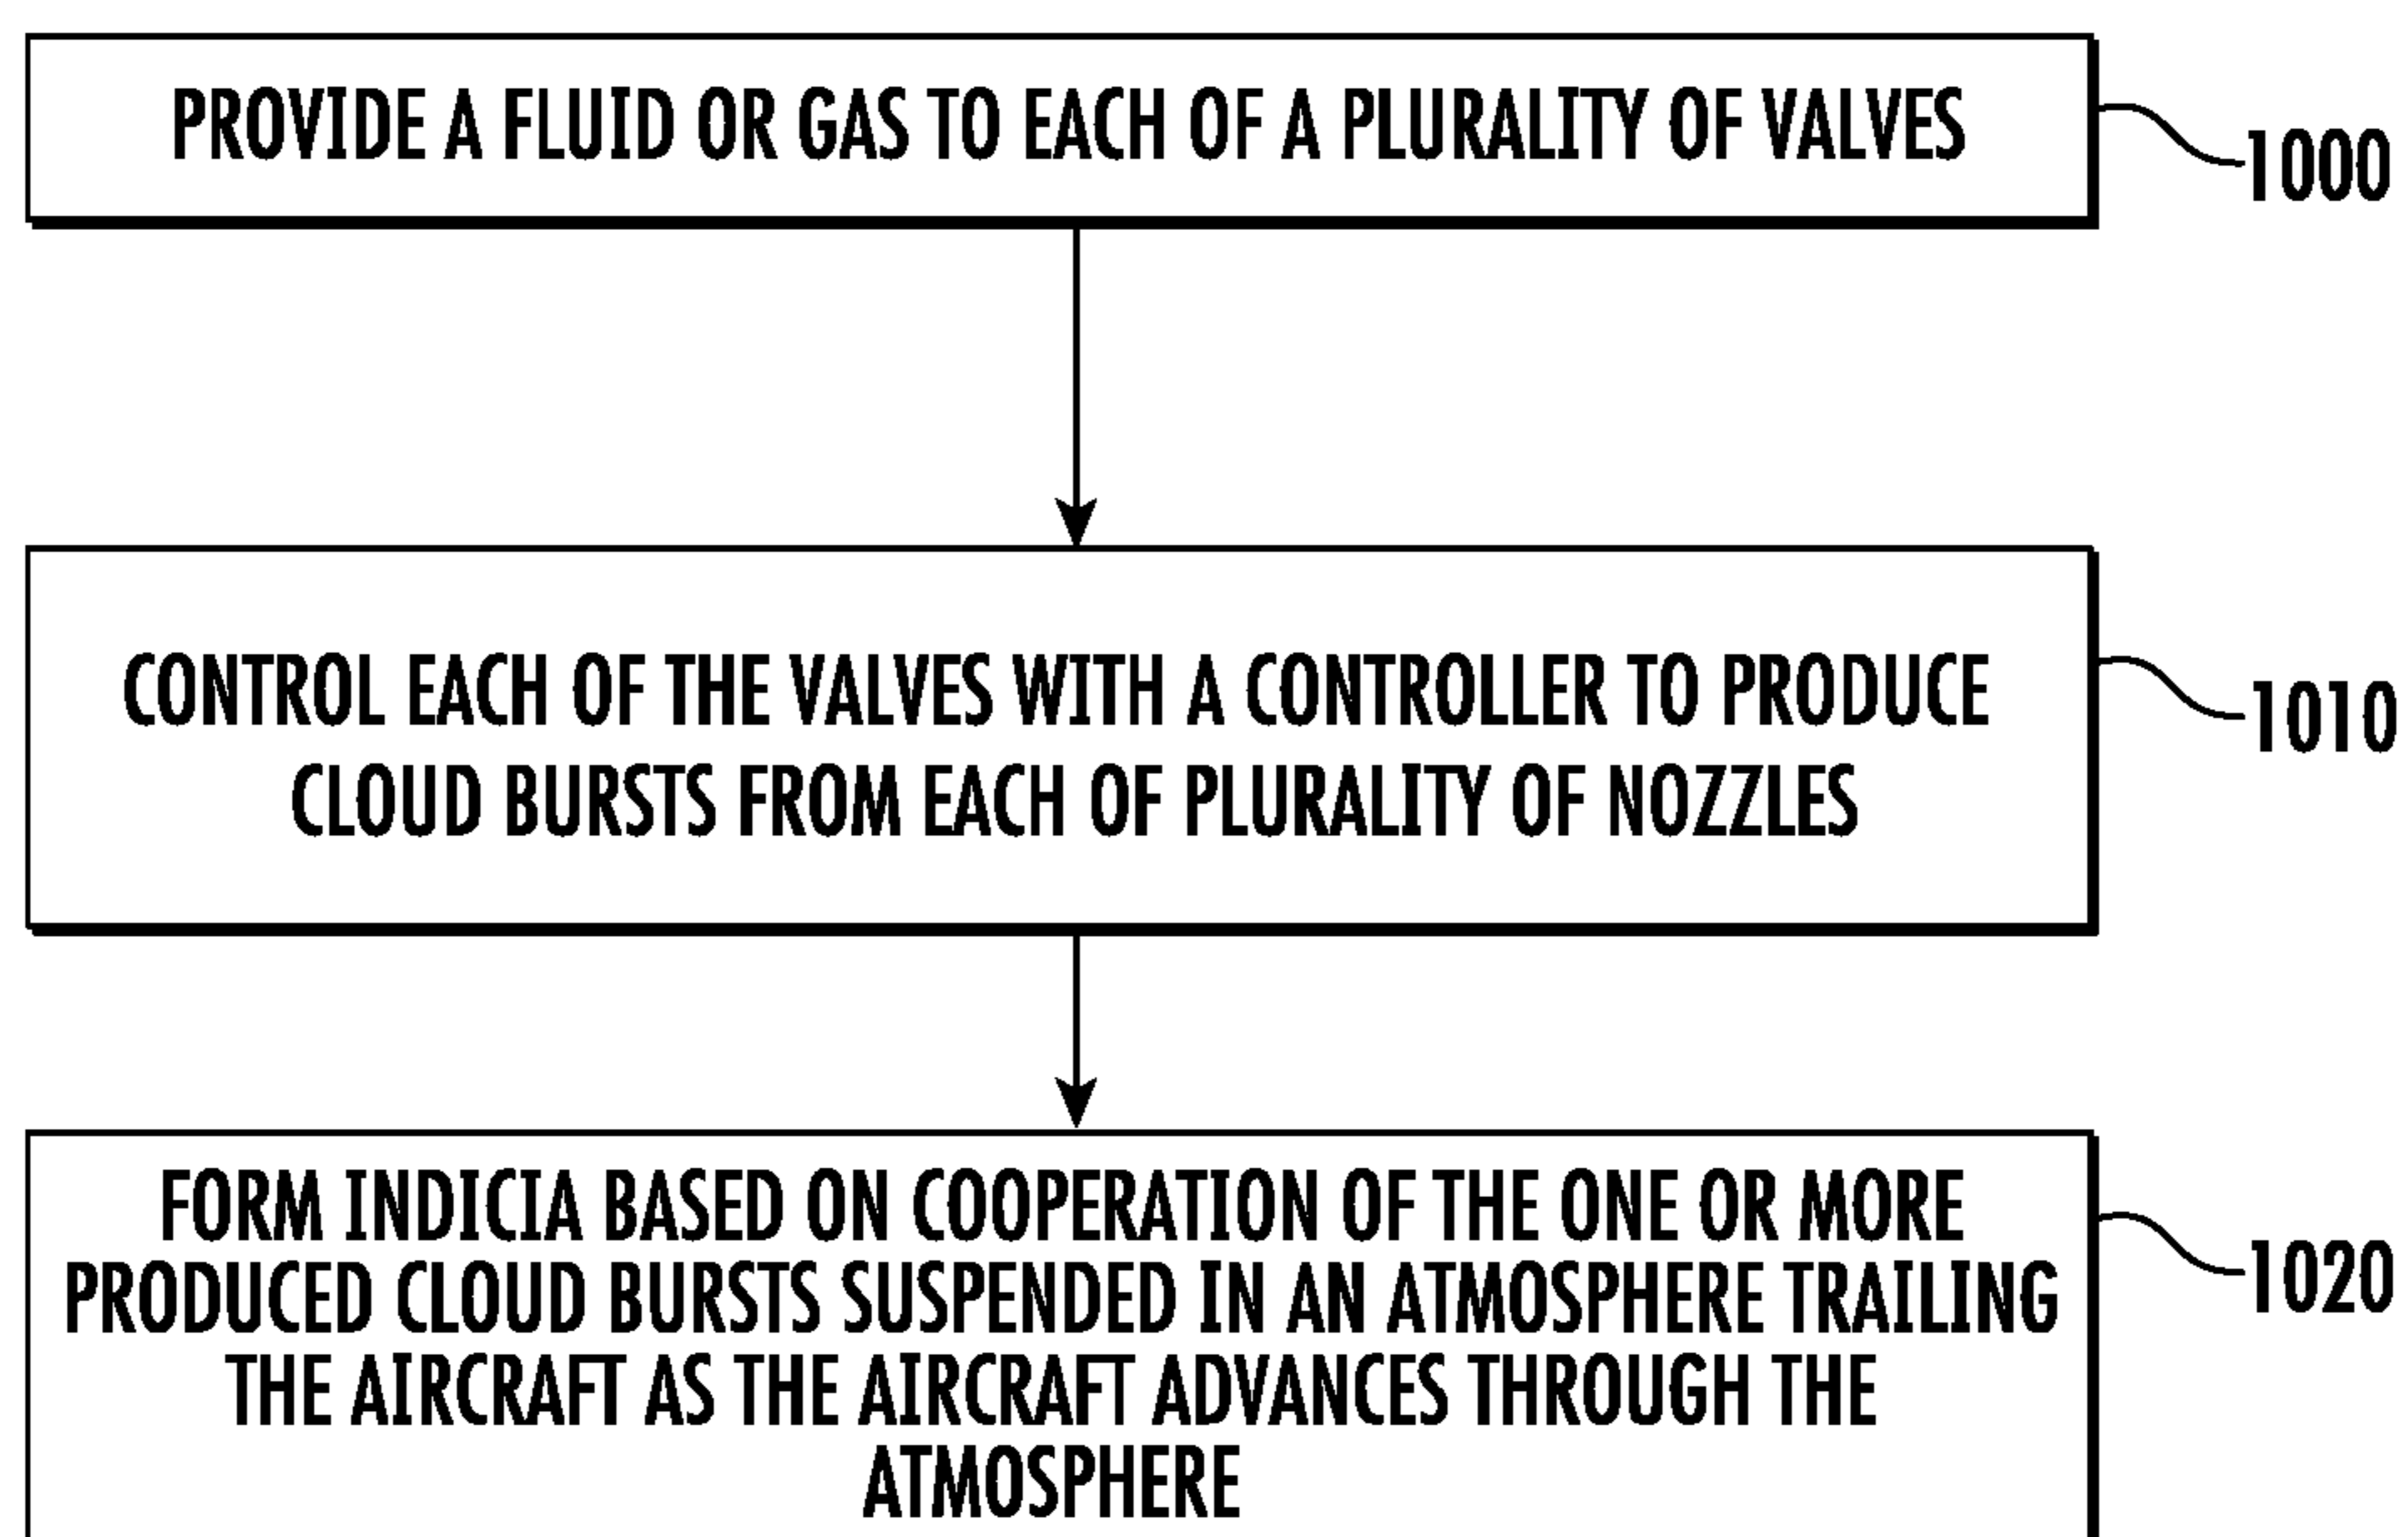 PROVIDE A FLUID OR GAS TO EACH OF A PLURALITY OF VALVES
1000
CONTROL EACH OF THE VALVES WITH A CONTROLLER TO PRODUCE
CLOUD BURSTS FROM EACH OF PLURALITY OF NOZZLES
1010
FORM INDICIA BASED ON COOPERATION OF THE ONE OR MORE
PRODUCED CLOUD BURSTS SUSPENDED IN AN ATMOSPHERE TRAILING
THE AIRCRAFT AS THE AIRCRAFT ADVANCES THROUGH THE
ATMOSPHERE
1020